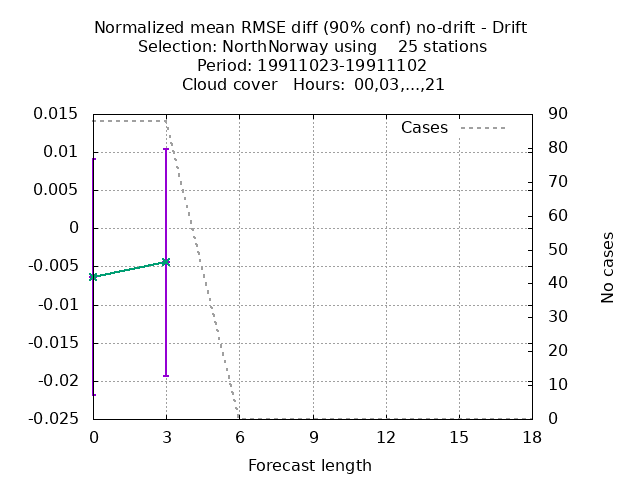 Normalized mean RMSE diff (90% conf) no-drift - Drift
Selection: NorthNorway using    25 stations
Period: 19911023-19911102
Cloud cover   Hours:  00,03,...,21
0.015
0.01
0.005
0
-0.005
-0.01
-0.015
-0.02
-0.025
90
80
70
60
50
40
30
20
10
0
Cases
No cases
0 3 6 9 12 15 18
Forecast length